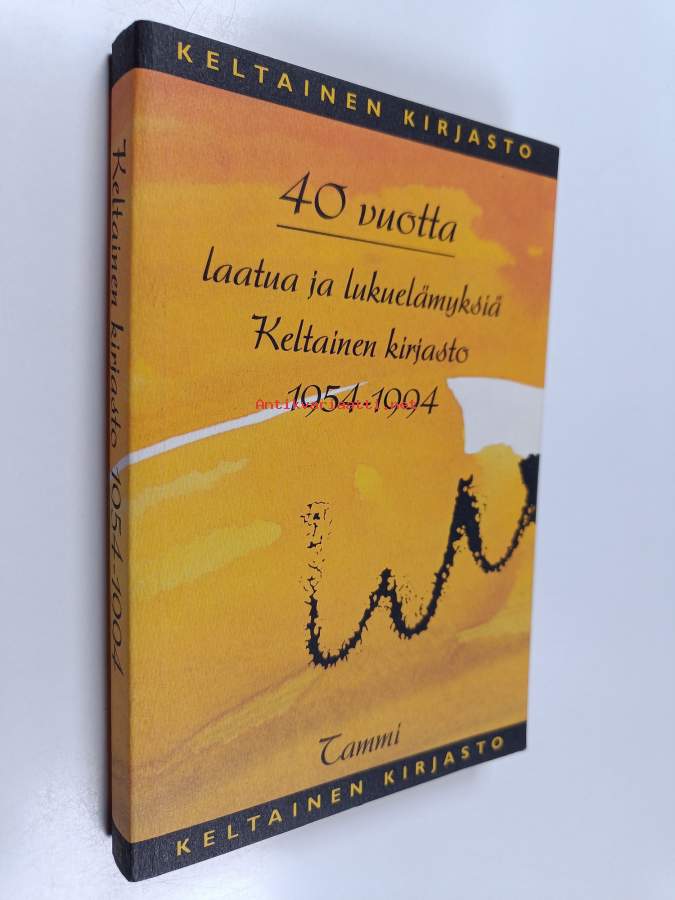 KELTAINEN KIRJASTO
40 vuotta
laatua ja lukuelämyksiä
Keltainen kirjasto
1954-1994
Antikvariaatti.net
Tammi
KELTAINEN KIRJASTO
Keltainen kirjasto 1954-1994